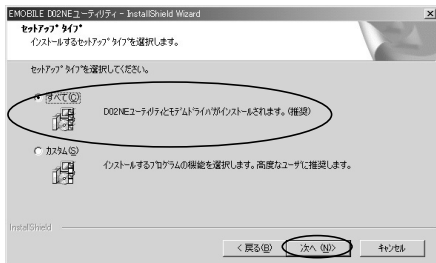 EMOBILE D02NEユーティリティ - InstallShield Wizard
セットアップ タイプ
インストールするセットアップ タイプを選択します。
セットアップ タイプを選択してください。
すべて(C)
D02NEユーティリティとモデムドライバがインストールされます。(推奨)
カスタム(S)
インストールするプログラムの機能を選択します。高度なユーザに推奨します。
InstallShield
< 戻る(B)
次へ (N)>
キャンセル